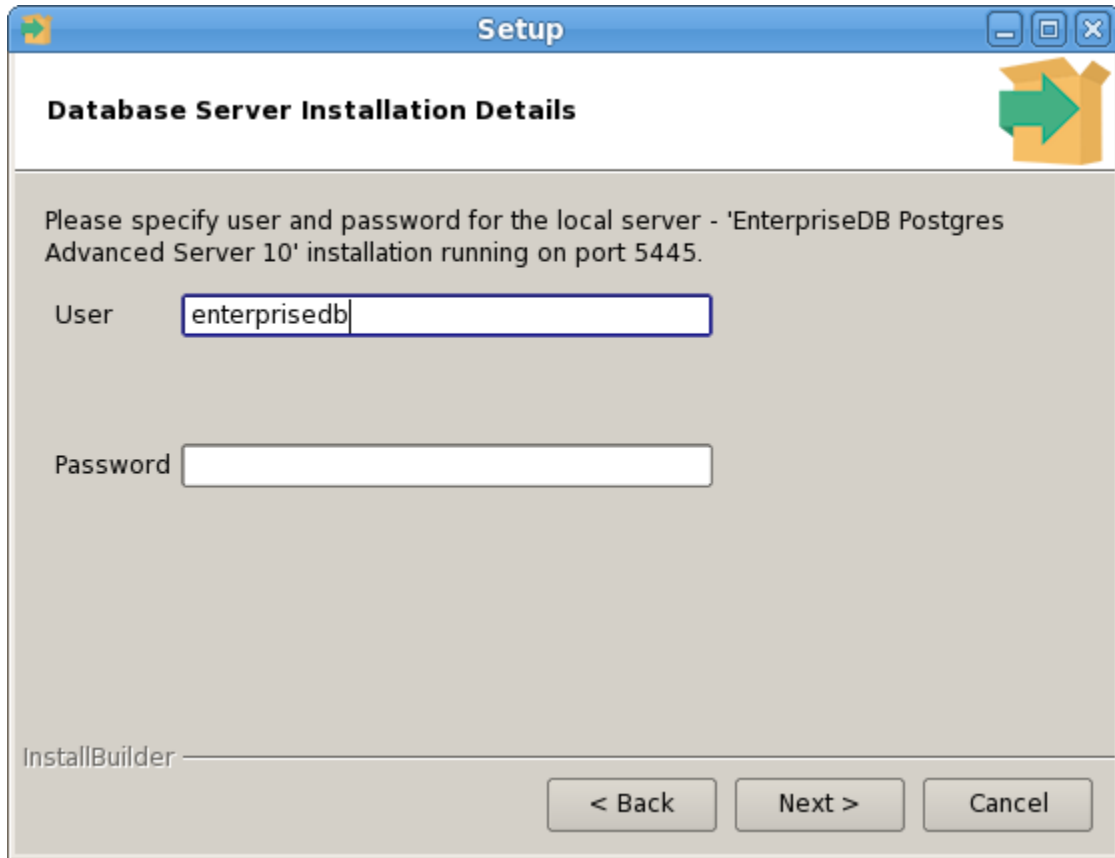 Setup
Database Server Installation Details
Please specify user and password for the local server - 'EnterpriseDB Postgres
Advanced Server 10' installation running on port 5445.
User enterprisedb
Password
InstallBuilder
< Back Next > Cancel